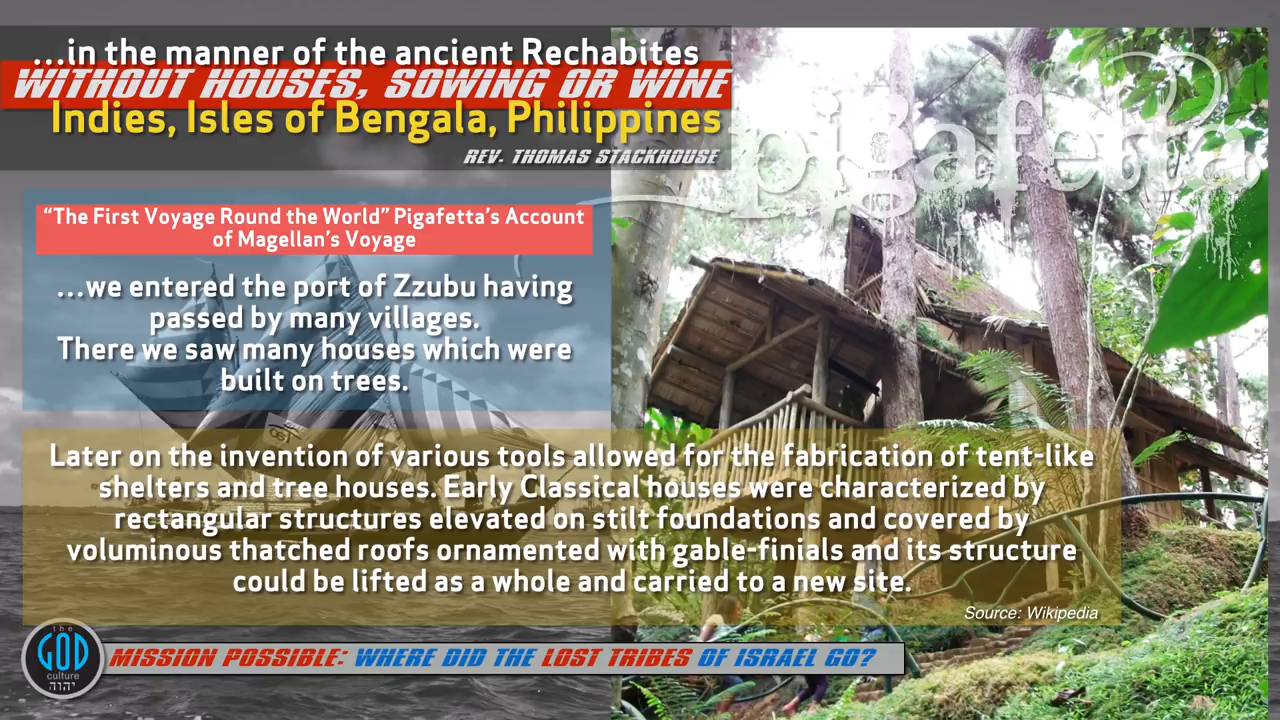 ...in the manner of the ancient Rechabites
WITHOUT HOUSES, SOWING OR WINE
Indies, Isles of Bengala, Philippines
REV. THOMAS STACKHOUSE
pigafetta
“The First Voyage Round the World” Pigafetta’s Account
of Magellan’s Voyage
...we entered the port of Zzubu having
passed by many villages.
There we saw many houses which were
built on trees.
Later on the invention of various tools allowed for the fabrication of tent-like
shelters and tree houses. Early Classical houses were characterized by
rectangular structures elevated on stilt foundations and covered by
voluminous thatched roofs ornamented with gable-finials and its structure
could be lifted as a whole and carried to a new site.
Source: Wikipedia
the
GOD
culture
יהוה
MISSION POSSIBLE: WHERE DID THE LOST TRIBES OF ISRAEL GO?